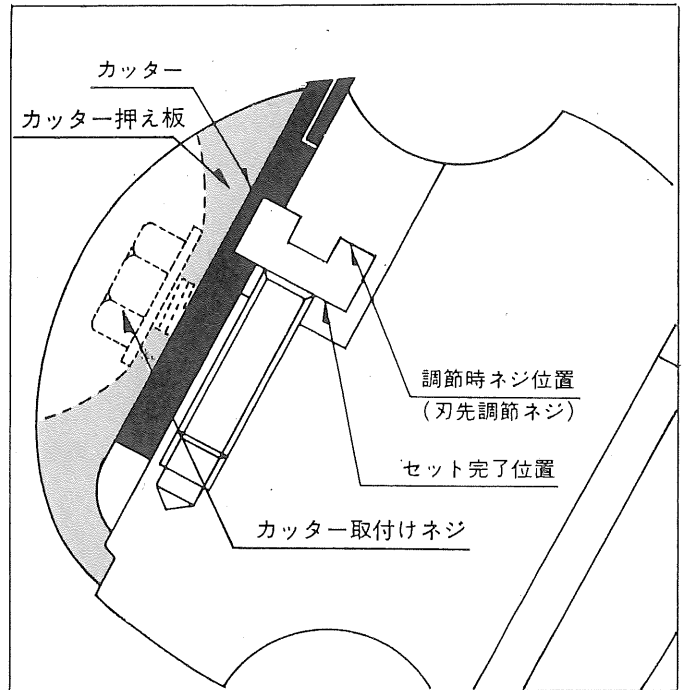 カッター
カッター押え板
調節時ネジ位置
(刃先調節ネジ)
セット完了位置
カッター取付けネジ